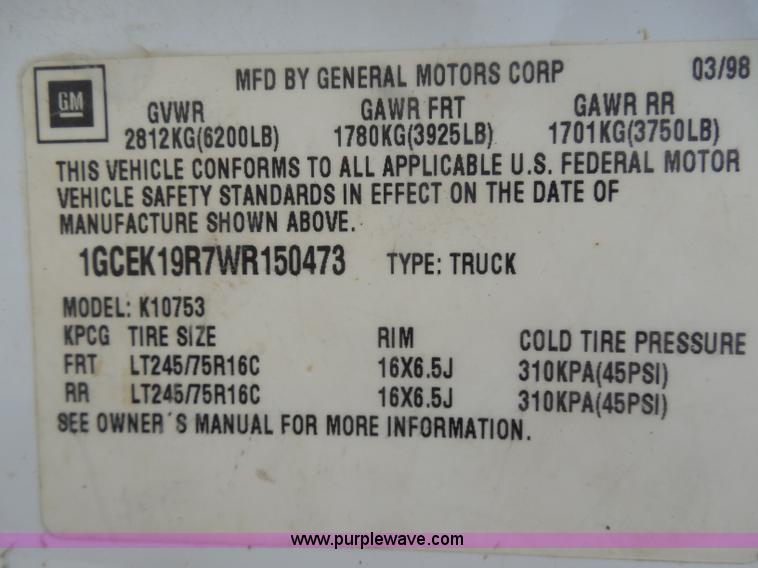 GM
MFD BY GENERAL MOTORS CORP 03/98
GVWR GAWR FRT GAWR RR
2812KG(6200LB) 1780KG(3925LB) 1701KG(3750LB)
THIS VEHICLE CONFORMS TO ALL APPLICABLE U.S. FEDERAL MOTOR
VEHICLE SAFETY STANDARDS IN EFFECT ON THE DATE OF
MANUFACTURE SHOWN ABOVE.
1GCEK19R7WR150473 TYPE: TRUCK
MODEL: K10753
KPCG TIRE SIZE RIM COLD TIRE PRESSURE
FRT LT245/75R16C 16X6.5J 310KPA(45PSI)
RR LT245/75R16C 16X6.5J 310KPA(45PSI)
SEE OWNER´S MANUAL FOR MORE INFORMATION.
www.purplewave.com